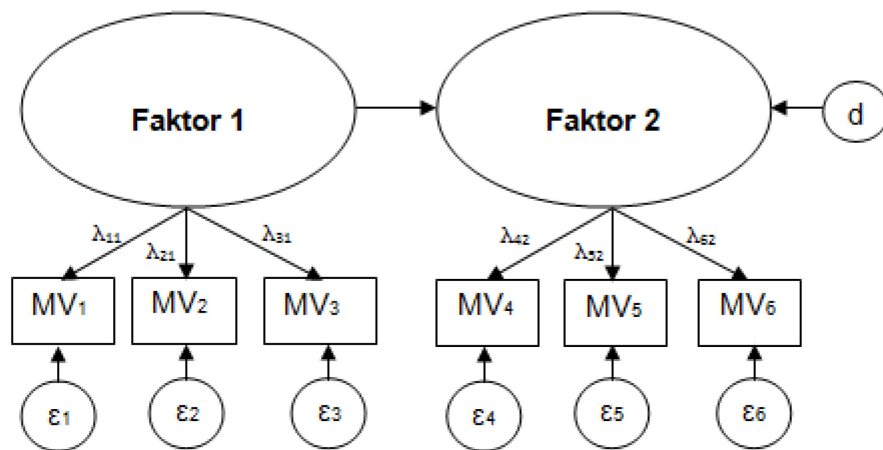 Faktor 1 Faktor 2 d
λ₁₁ λ₂₁ λ₃₁ λ₄₂ λ₅₂ λ₆₂
MV₁ MV₂ MV₃ MV₄ MV₅ MV₆
ε₁ ε₂ ε₃ ε₄ ε₅ ε₆